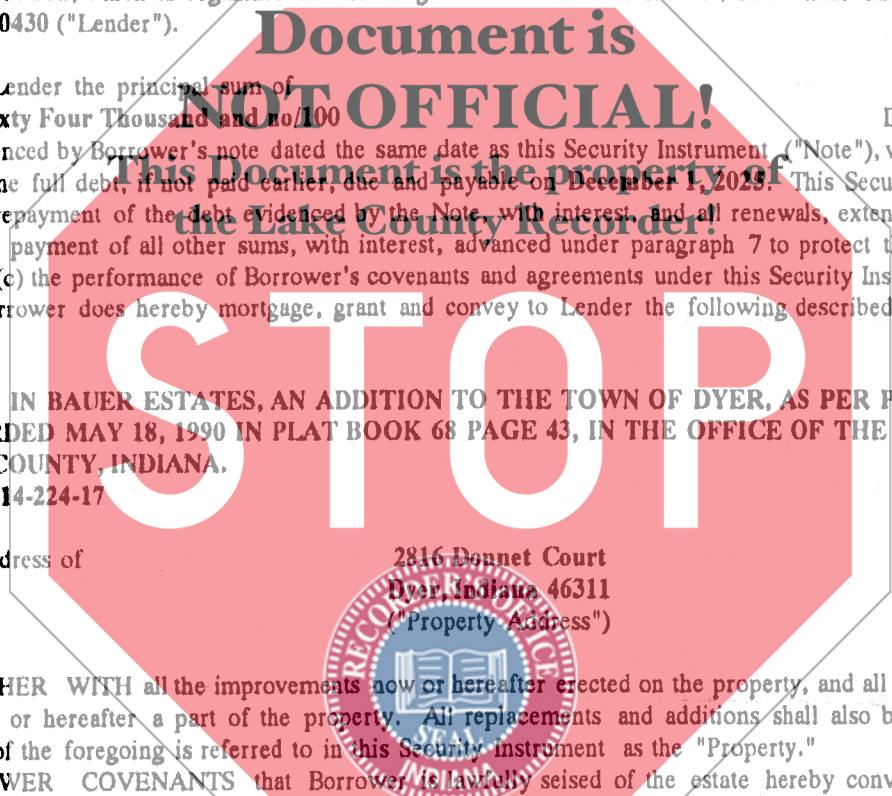 0430 ("Lender").
Document is
ender the principal sum of
NOT OFFICIAL!
xty Four Thousand and no/100
nced by Borrower's note dated the same date as this Security Instrument ("Note"),
This Document is the property of
e full debt, if not paid earlier, due and payable on December 1, 2025. This Secu
the Lake County Recorder!
epayment of the debt evidenced by the Note, with interest, and all renewals, exten
payment of all other sums, with interest, advanced under paragraph 7 to protect t
(c) the performance of Borrower's covenants and agreements under this Security Ins
rrower does hereby mortgage, grant and convey to Lender the following described
STOP
IN BAUER ESTATES, AN ADDITION TO THE TOWN OF DYER, AS PER P
DED MAY 18, 1990 IN PLAT BOOK 68 PAGE 43, IN THE OFFICE OF THE
COUNTY, INDIANA.
14-224-17
dress of
2816 Donnet Court
Dyer, Indiana 46311
("Property Address")
RECORDER'S OFFICE
SEAL
INDIANA
HER WITH all the improvements now or hereafter erected on the property, and all
or hereafter a part of the property. All replacements and additions shall also b
of the foregoing is referred to in this Security Instrument as the "Property."
WER COVENANTS that Borrower is lawfully seised of the estate hereby conv